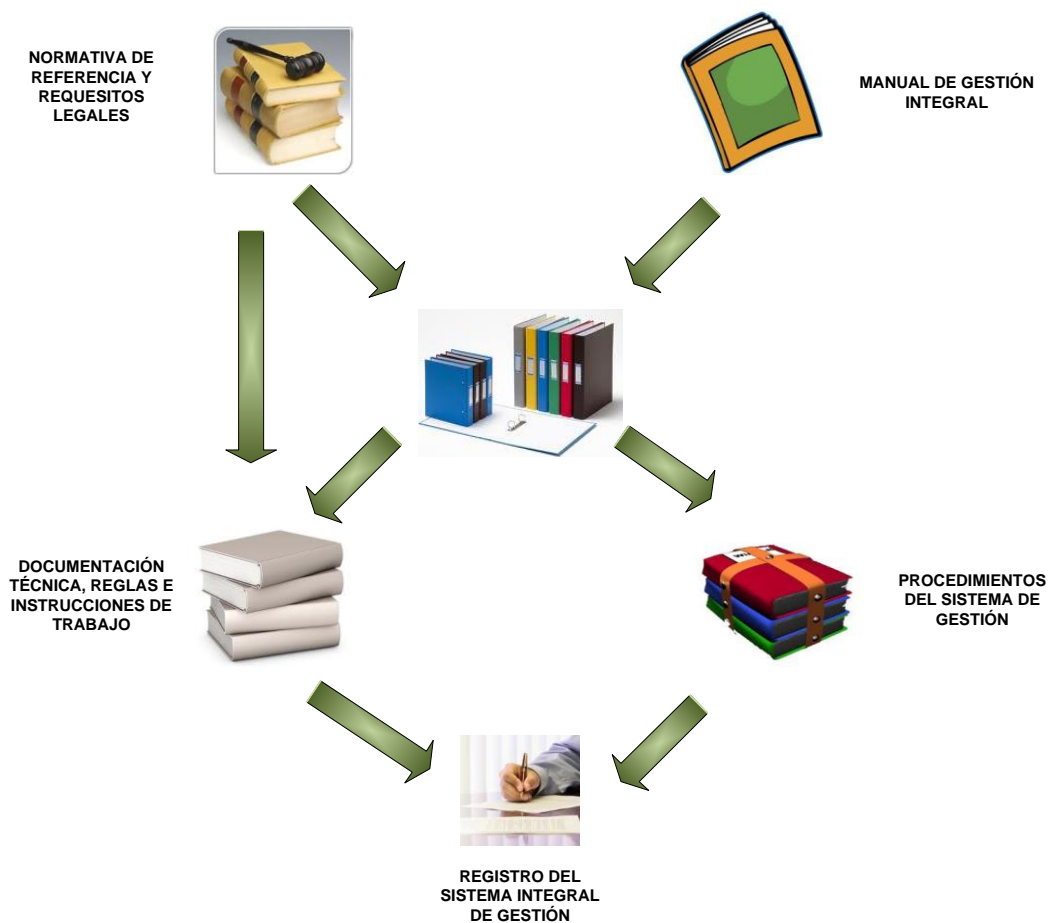 NORMATIVA DE
REFERENCIA Y
REQUESITOS
LEGALES
MANUAL DE GESTIÓN
INTEGRAL
DOCUMENTACIÓN
TÉCNICA, REGLAS E
INSTRUCCIONES DE
TRABAJO
PROCEDIMIENTOS
DEL SISTEMA DE
GESTIÓN
REGISTRO DEL
SISTEMA INTEGRAL
DE GESTIÓN